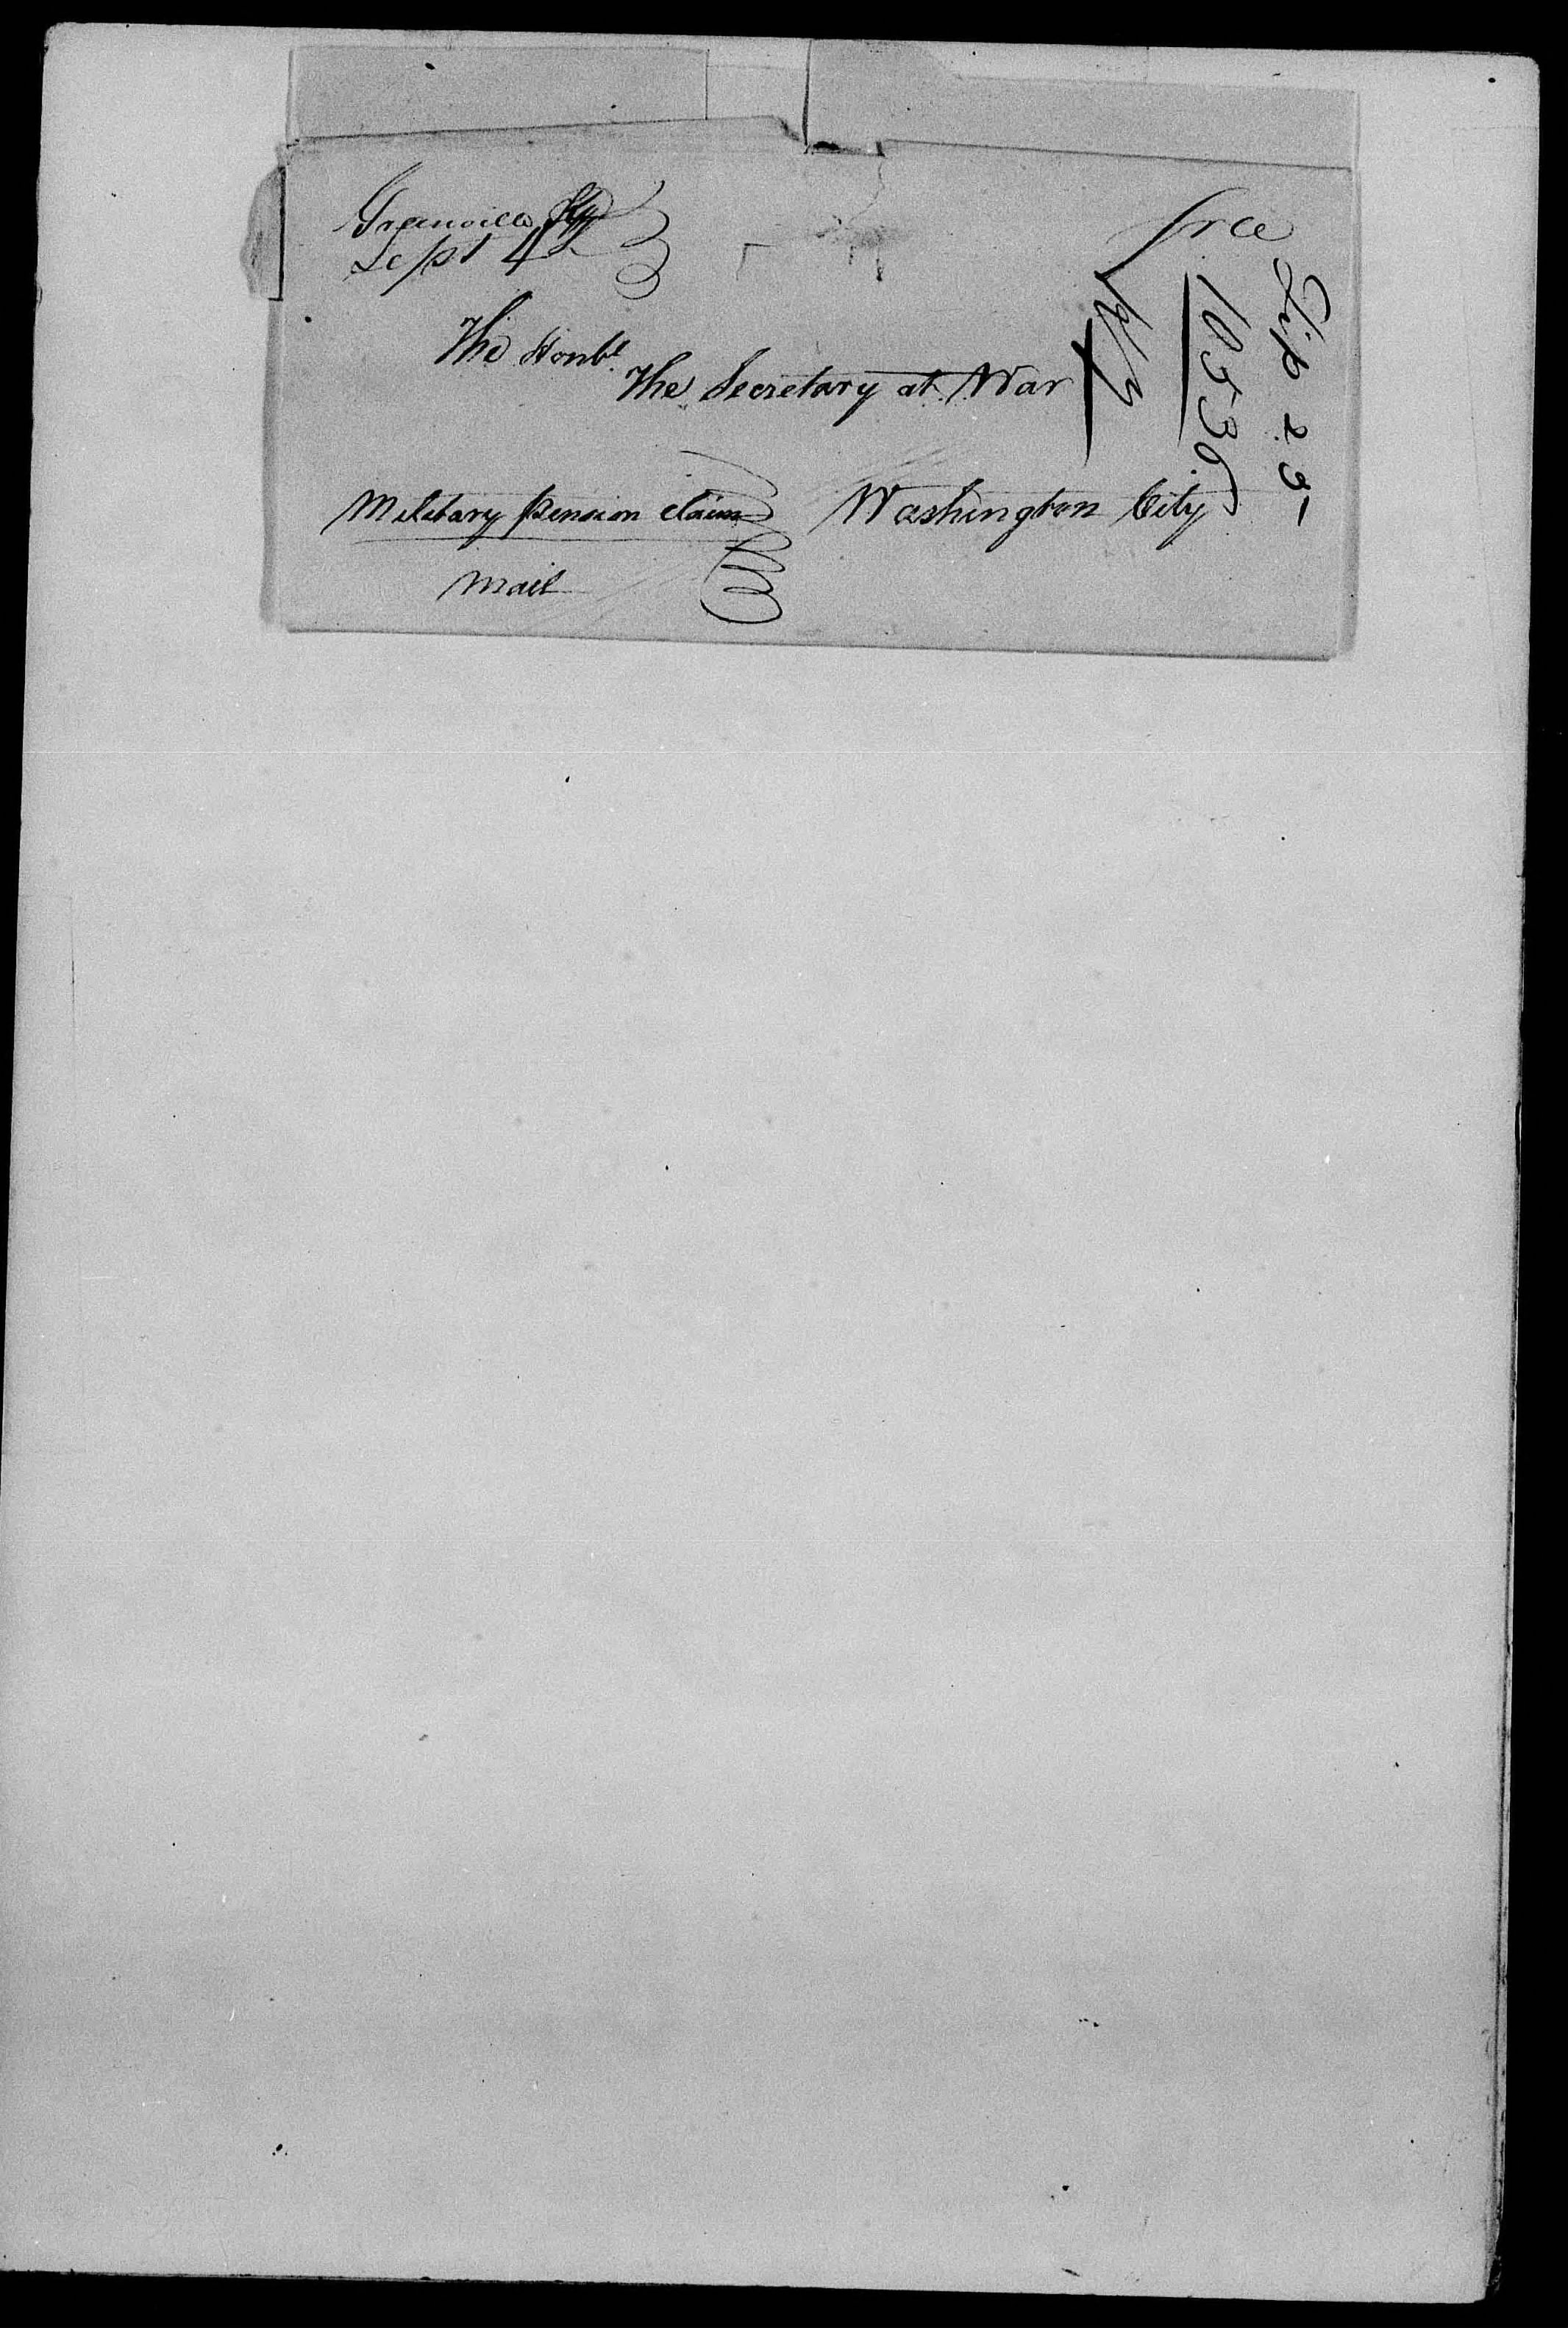 Greenville Ky
Sept 4
free
The Honbl.
The Secretary at War
Military pension claim
Washington City
Mail
Sep 25
10536